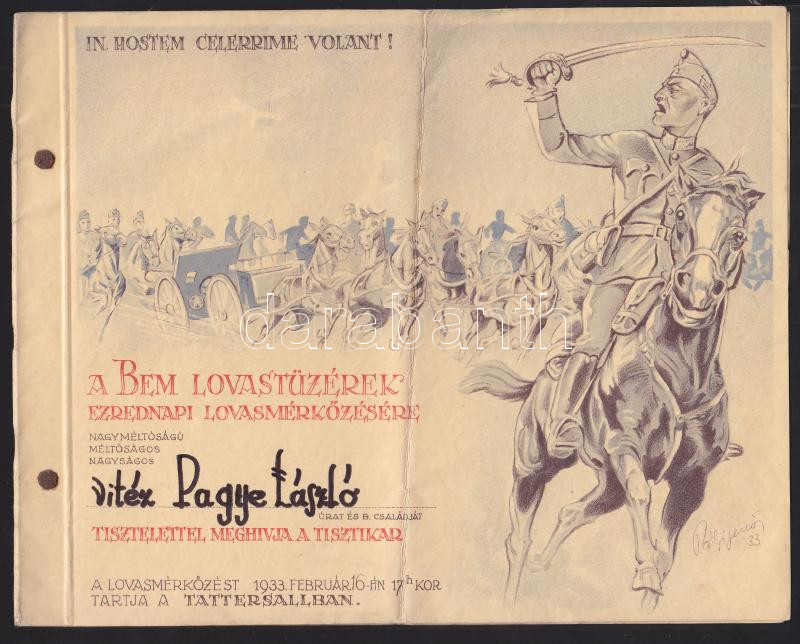 IN HOSTEM CELERRIME VOLANT!
darabanth
A BEM LOVASTÜZÉREK
EZREDNAPI LOVASMÉRKŐZÉSÉRE
NAGYMÉLTÓSÁGÚ
MÉLTÓSÁGOS
NAGYSÁGOS
vitéz Pagye László
ÚRAT ÉS B. CSALÁDJÁT
TISZTELETTEL MEGHIVJA A TISZTIKAR
33.
A LOVASMÉRKŐZÉST 1933. FEBRUÁR 16-ÁN 17h KOR
TARTJA A TATTERSALLBAN.